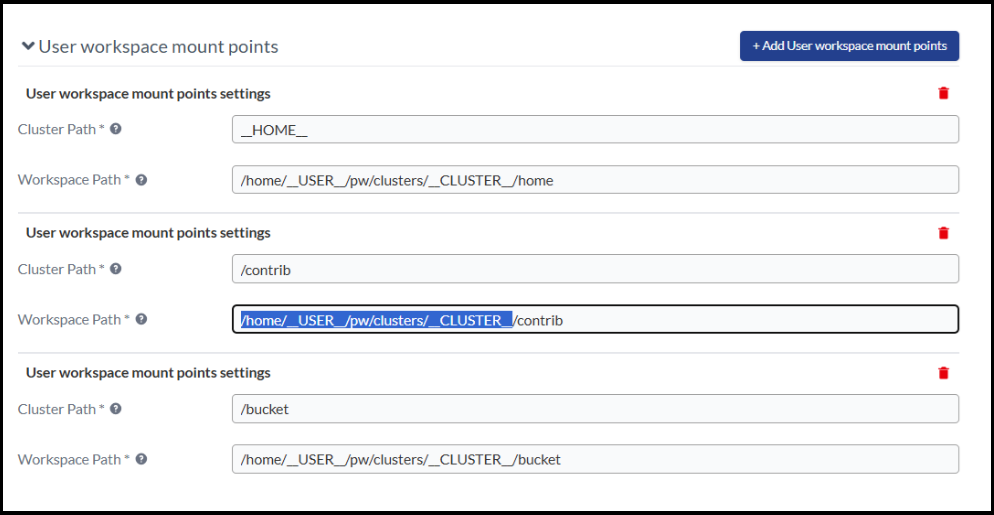 User workspace mount points
+ Add User workspace mount points
User workspace mount points settings
Cluster Path * ?
__HOME__
Workspace Path * ?
/home/__USER__/pw/clusters/__CLUSTER__/home
User workspace mount points settings
Cluster Path * ?
/contrib
Workspace Path * ?
/home/__USER__/pw/clusters/__CLUSTER__/contrib
User workspace mount points settings
Cluster Path * ?
/bucket
Workspace Path * ?
/home/__USER__/pw/clusters/__CLUSTER__/bucket